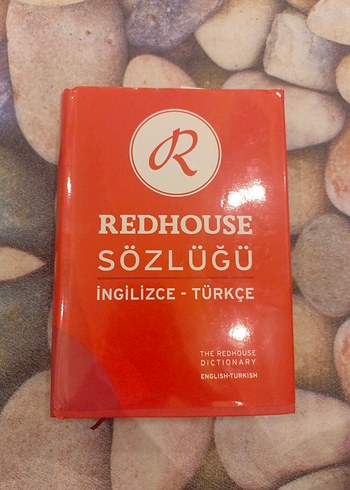 R
REDHOUSE
SÖZLÜĞÜ
İNGİLİZCE - TÜRKÇE
THE REDHOUSE
DICTIONARY
ENGLISH-TURKISH